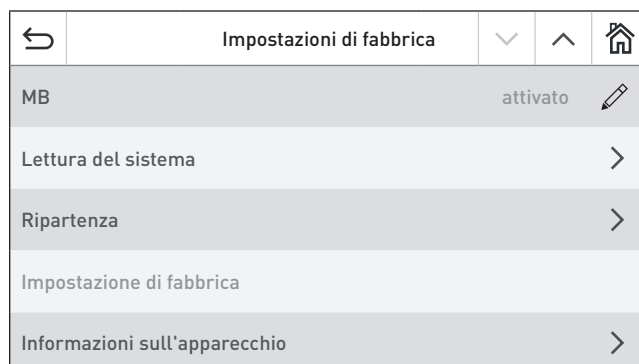 Impostazioni di fabbrica
MB attivato
Lettura del sistema
Ripartenza
Impostazione di fabbrica
Informazioni sull'apparecchio